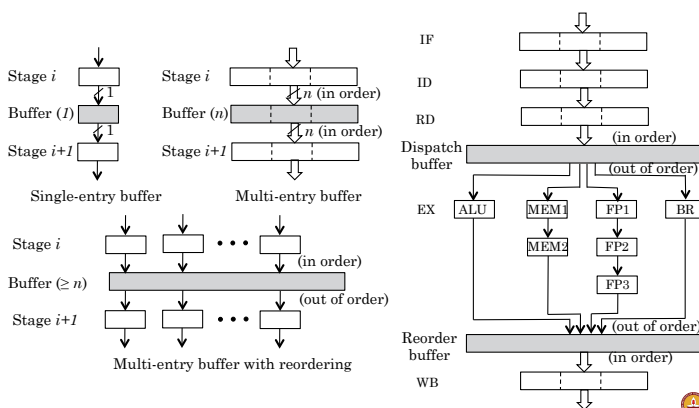 Stage i
1
Buffer (1)
1
Stage i+1
Single-entry buffer
Stage i
n (in order)
Buffer (n)
n (in order)
Stage i+1
Multi-entry buffer
Stage i
• • •
(in order)
Buffer (≥ n)
(out of order)
Stage i+1
• • •
Multi-entry buffer with reordering
IF
ID
RD
(in order)
Dispatch
buffer
(out of order)
EX
ALU
MEM1
FP1
BR
MEM2
FP2
FP3
(out of order)
Reorder
buffer
(in order)
WB